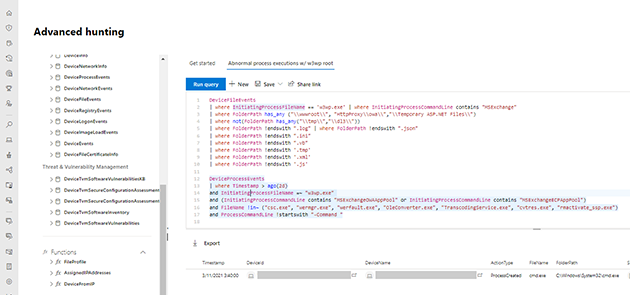 Advanced hunting
DeviceInfo
DeviceNetworkInfo
DeviceProcessEvents
DeviceNetworkEvents
DeviceFileEvents
DeviceRegistryEvents
DeviceLogonEvents
DeviceImageLoadEvents
DeviceEvents
DeviceFileCertificateInfo
Threat & Vulnerability Management
DeviceTvmSoftwareVulnerabilitiesKB
DeviceTvmSecureConfigurationAssessment
DeviceTvmSecureConfigurationAssessment
DeviceTvmSoftwareInventory
DeviceTvmSoftwareVulnerabilities
Functions
FileProfile
AssignedIPAddresses
DeviceFromIP
Get started
Abnormal process executions w/ w3wp root
Run query
New
Save
Share link
1 DeviceFileEvents
2 | where InitiatingProcessFileName == "w3wp.exe" | where InitiatingProcessCommandLine contains "MSExchange"
3 | where FolderPath has_any ("\\wwwroot\\", "HttpProxy\\owa\\","\\Temporary ASP.NET Files\\")
4 | where not(FolderPath has_any("\\tmp\\","\\dl3\\"))
5 | where FolderPath !endswith ".log" | where FolderPath !endswith ".json"
6 | where FolderPath !endswith ".ini"
7 | where FolderPath !endswith ".vb"
8 | where FolderPath !endswith '.tmp'
9 | where FolderPath !endswith '.xml'
10 | where FolderPath !endswith '.js'
11
12 DeviceProcessEvents
13 | where Timestamp > ago(2d)
14 and InitiatingProcessFileName == "w3wp.exe"
15 and (InitiatingProcessCommandLine contains "MSExchangeOWAAppPool" or InitiatingProcessCommandLine contains "MSExchangeECPAppPool")
16 and FileName !in~ ("csc.exe", "wermgr.exe", "WerFault.exe", "OleConverter.exe", "TranscodingService.exe", "cvtres.exe", "rmactivate_ssp.exe")
17 and ProcessCommandLine !startswith "-Command "
Export
Timestamp DeviceId DeviceName ActionType FileName FolderPath
3/11/2021 3:40:00 ProcessCreated cmd.exe C:\Windows\System32\cmd.exe